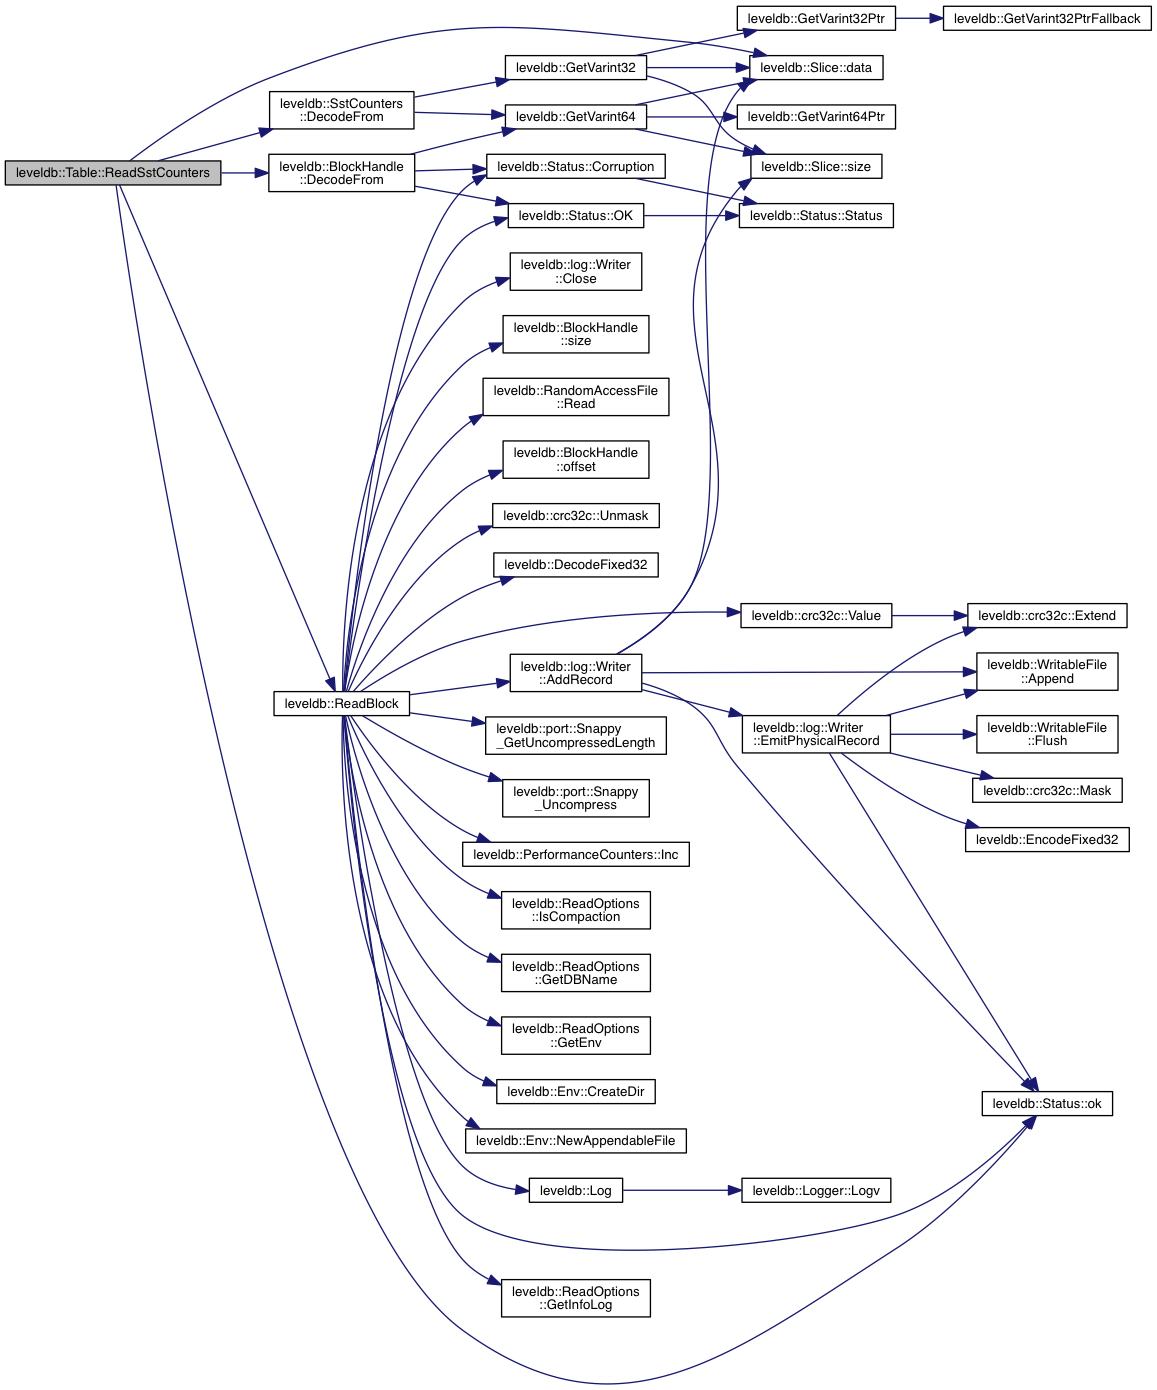 leveldb::GetVarint32Ptr
leveldb::GetVarint32PtrFallback
leveldb::GetVarint32
leveldb::Slice::data
leveldb::SstCounters
::DecodeFrom
leveldb::GetVarint64
leveldb::GetVarint64Ptr
leveldb::Table::ReadSstCounters
leveldb::BlockHandle
::DecodeFrom
leveldb::Status::Corruption
leveldb::Slice::size
leveldb::Status::OK
leveldb::Status::Status
leveldb::log::Writer
::Close
leveldb::BlockHandle
::size
leveldb::RandomAccessFile
::Read
leveldb::BlockHandle
::offset
leveldb::crc32c::Unmask
leveldb::DecodeFixed32
leveldb::crc32c::Value
leveldb::crc32c::Extend
leveldb::log::Writer
::AddRecord
leveldb::WritableFile
::Append
leveldb::ReadBlock
leveldb::port::Snappy
_GetUncompressedLength
leveldb::log::Writer
::EmitPhysicalRecord
leveldb::WritableFile
::Flush
leveldb::port::Snappy
_Uncompress
leveldb::crc32c::Mask
leveldb::EncodeFixed32
leveldb::PerformanceCounters::Inc
leveldb::ReadOptions
::IsCompaction
leveldb::ReadOptions
::GetDBName
leveldb::ReadOptions
::GetEnv
leveldb::Env::CreateDir
leveldb::Status::ok
leveldb::Env::NewAppendableFile
leveldb::Log
leveldb::Logger::Logv
leveldb::ReadOptions
::GetInfoLog